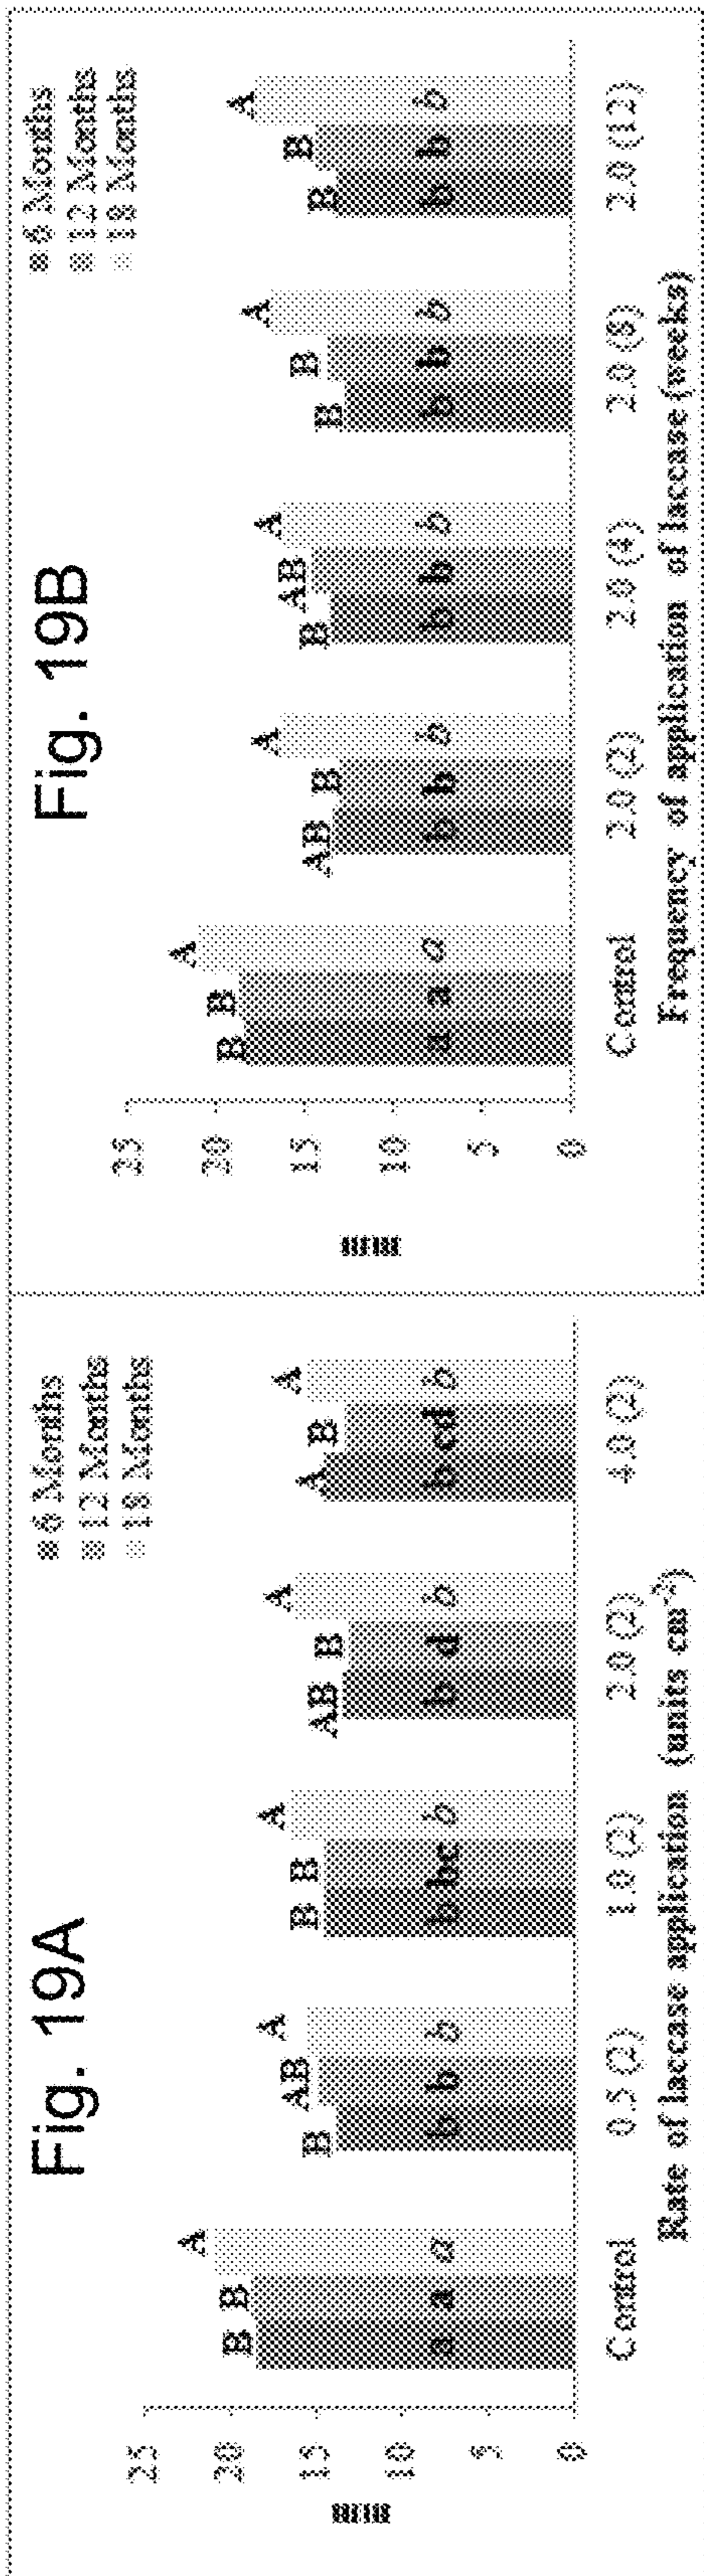 Fig. 19A
6 Months
12 Months
18 Months
mm
25
20
15
10
5
0
B B A
B AB A
B B A
AB B A
A B A
a a a
b b b
b bc b
b d b
b cd b
Control 0.5 (2) 1.0 (2) 2.0 (2) 4.0 (2)
Rate of laccase application (units cm⁻²)
Fig. 19B
6 Months
12 Months
18 Months
mm
25
20
15
10
5
0
B B A
AB B A
B AB A
B B A
B B A
a a a
b b b
b b b
b b b
b b b
Control 2.0 (2) 2.0 (4) 2.0 (8) 2.0 (12)
Frequency of application of laccase (weeks)